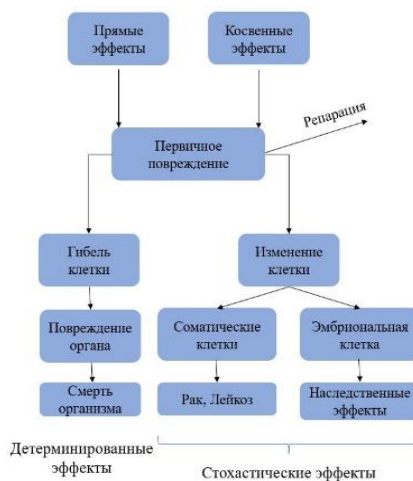 Прямые
эффекты
Косвенные
эффекты
Репарация
Первичное
повреждение
Гибель
клетки
Изменение
клетки
Повреждение
органа
Соматические
клетки
Эмбриональная
клетка
Смерть
организма
Рак, Лейкоз
Наследственные
эффекты
Детерминированные
эффекты
Стохастические эффекты